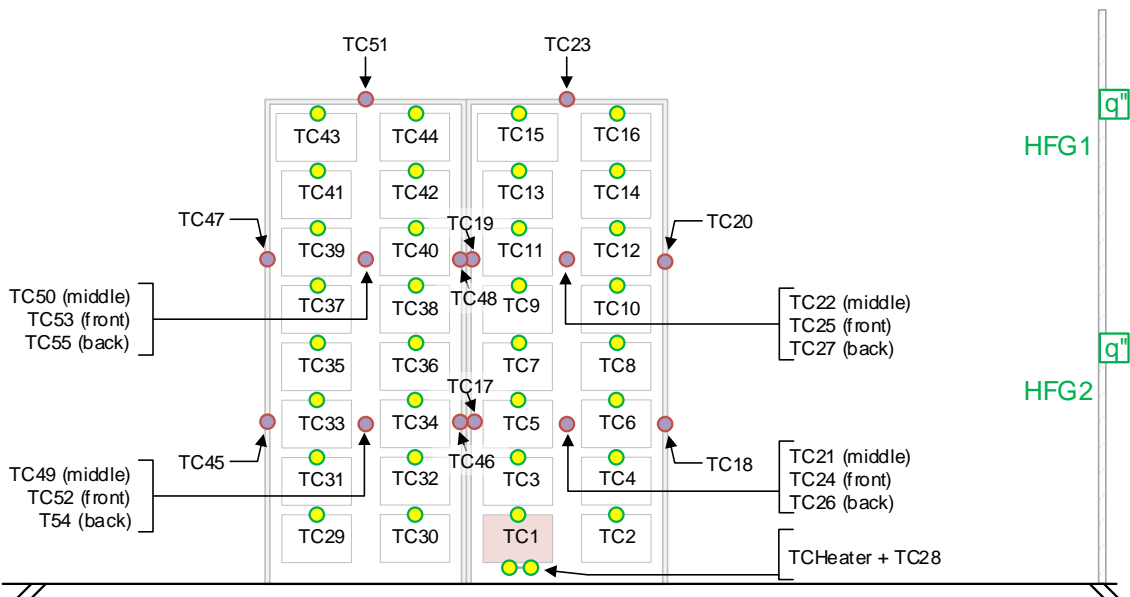 TC51 TC23
TC43 TC44 TC15 TC16
q"
HFG1
TC41 TC42 TC13 TC14
TC47 TC19 TC20
TC39 TC40 TC11 TC12
TC50 (middle)
TC53 (front)
TC55 (back)
TC37 TC38 TC48 TC9 TC10
TC22 (middle)
TC25 (front)
TC27 (back)
q"
TC35 TC36 TC7 TC8
HFG2
TC17
TC33 TC34 TC5 TC6
TC45 TC46 TC18
TC49 (middle)
TC52 (front)
T54 (back)
TC31 TC32 TC3 TC4
TC21 (middle)
TC24 (front)
TC26 (back)
TC29 TC30 TC1 TC2
TCHeater + TC28